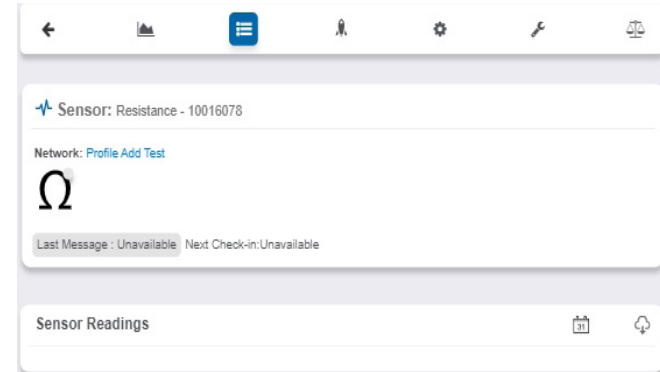 Sensor: Resistance - 10016078
Network: Profile Add Test
Ω
Last Message : Unavailable Next Check-in:Unavailable
Sensor Readings
31